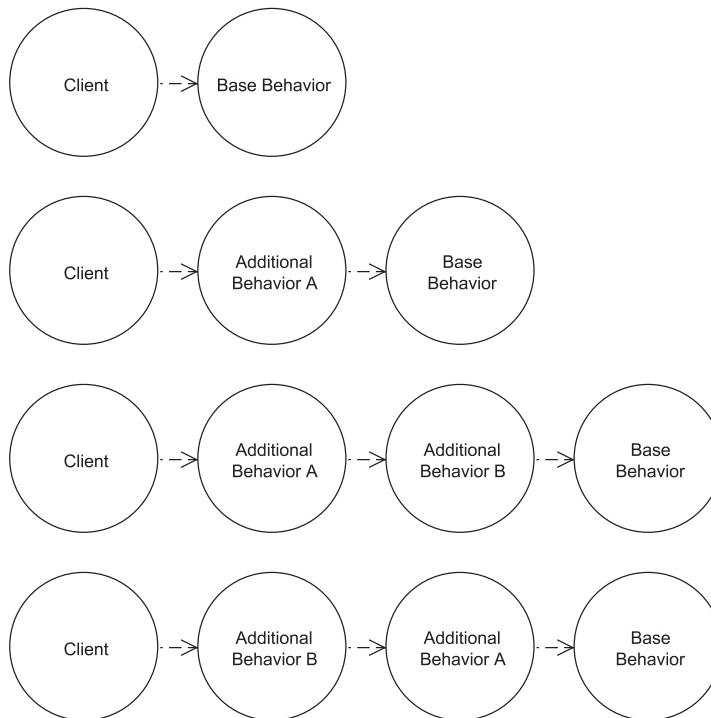 Client
Base Behavior
Client
Additional
Behavior A
Base
Behavior
Client
Additional
Behavior A
Additional
Behavior B
Base
Behavior
Client
Additional
Behavior B
Additional
Behavior A
Base
Behavior